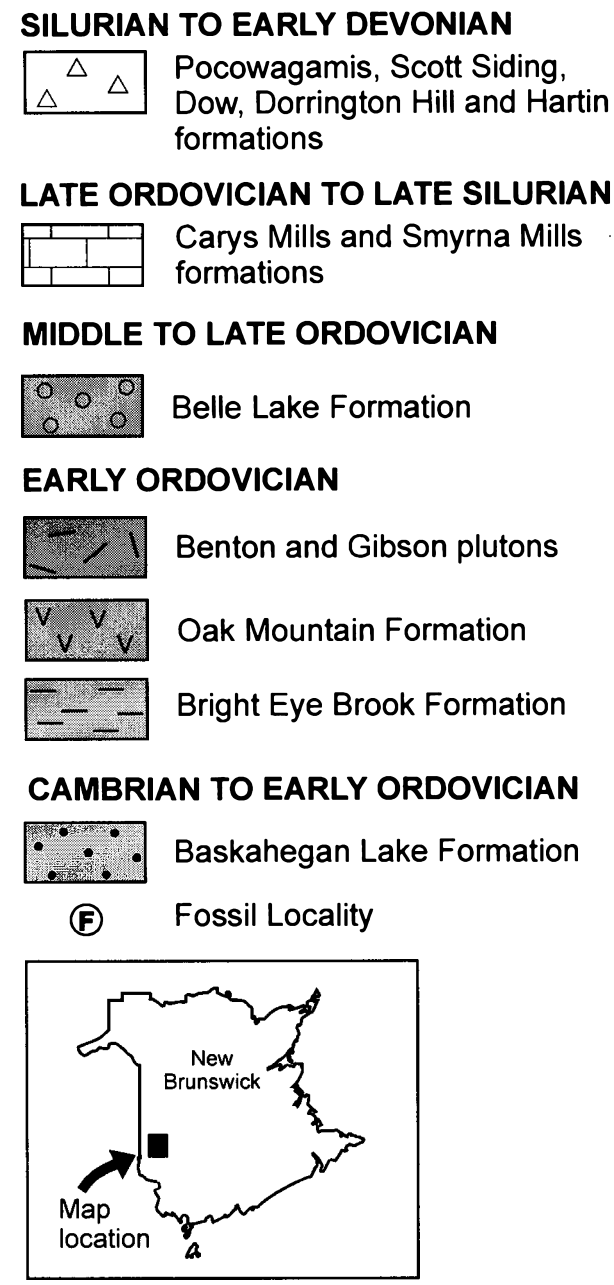 SILURIAN TO EARLY DEVONIAN
Pocowagamis, Scott Siding,
Dow, Dorrington Hill and Hartin
formations
LATE ORDOVICIAN TO LATE SILURIAN
Carys Mills and Smyrna Mills
formations
MIDDLE TO LATE ORDOVICIAN
Belle Lake Formation
EARLY ORDOVICIAN
Benton and Gibson plutons
Oak Mountain Formation
Bright Eye Brook Formation
CAMBRIAN TO EARLY ORDOVICIAN
Baskahegan Lake Formation
F Fossil Locality
New
Brunswick
Map
location